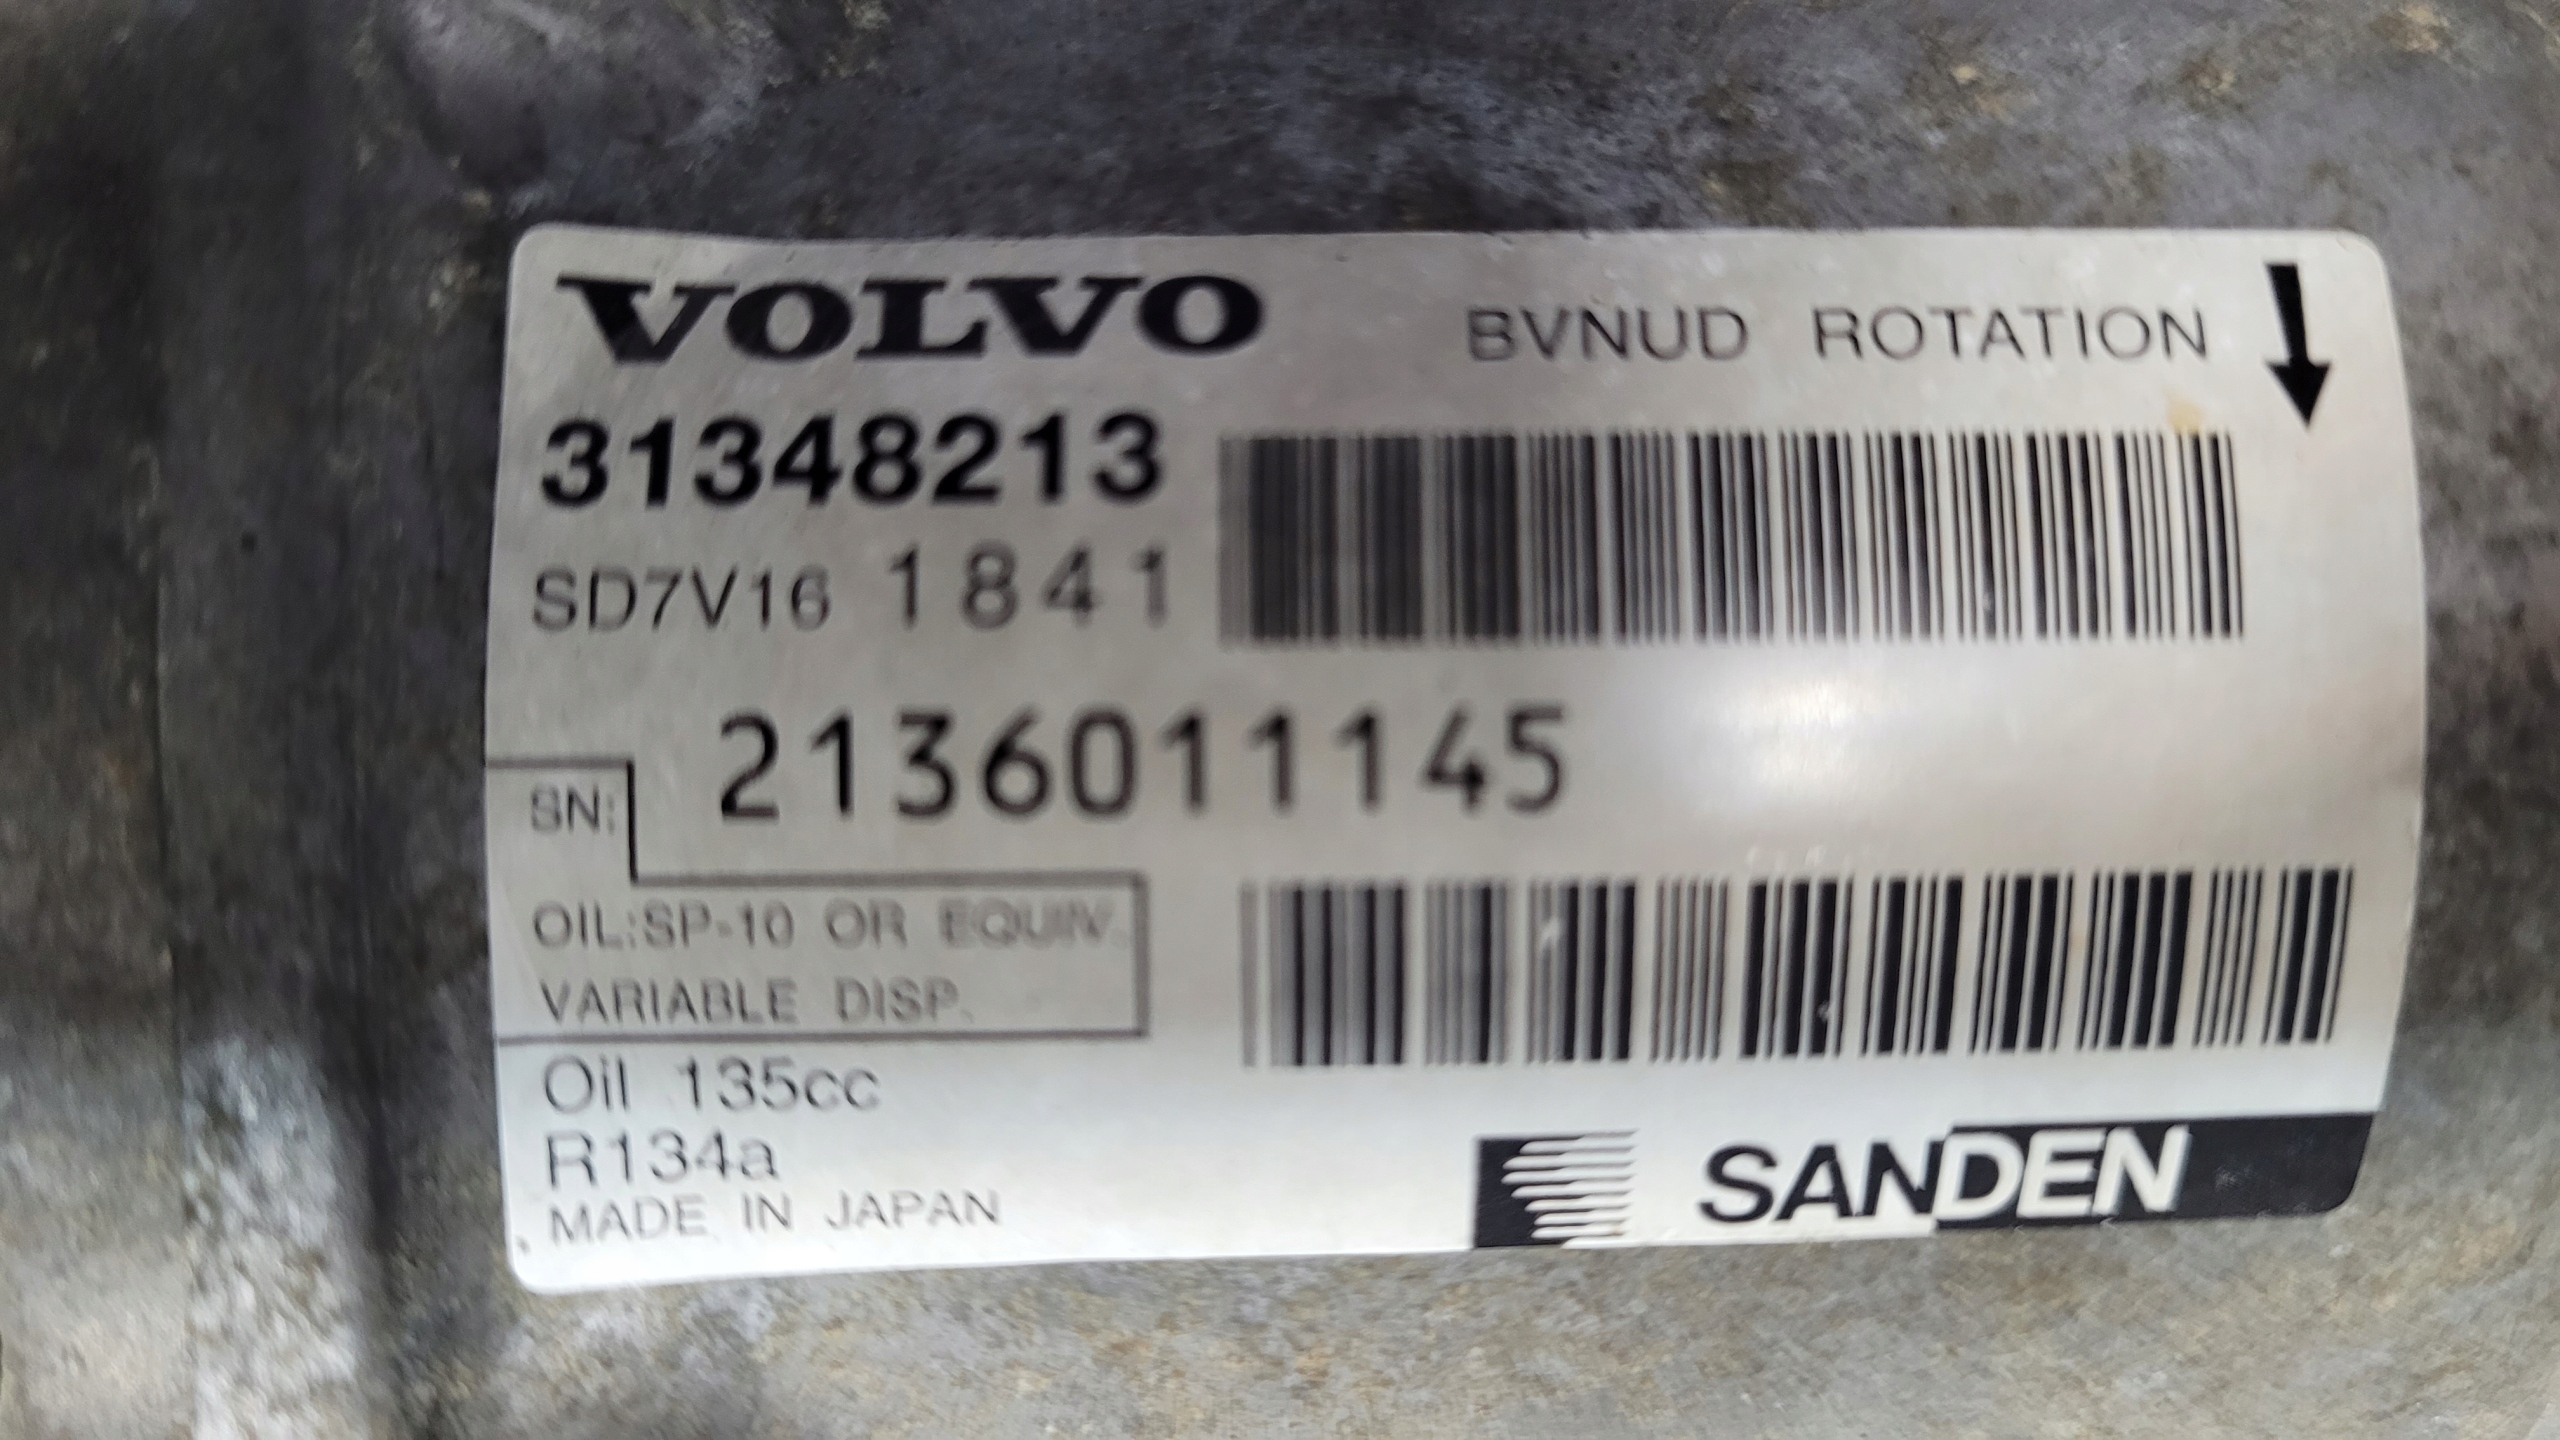 VOLVO BVNUD ROTATION
31348213
SD7V16 1841
2136011145
SN:
OIL:SP-10 OR EQUIV.
VARIABLE DISP.
Oil 135cc
R134a
MADE IN JAPAN
SANDEN